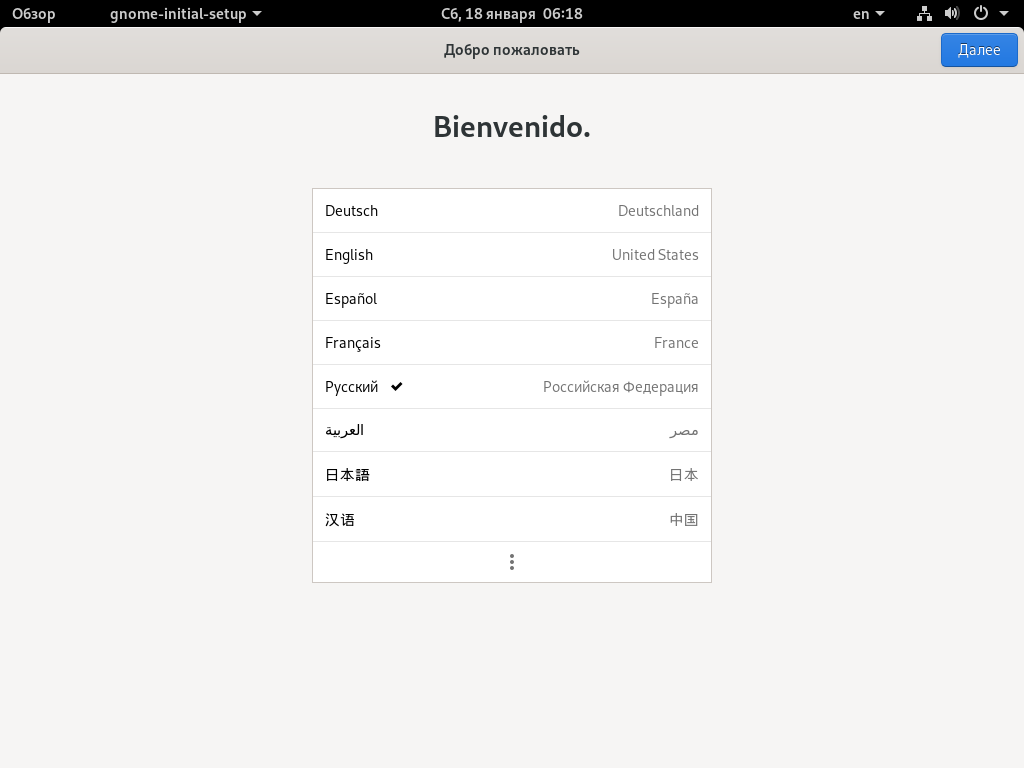 Обзор gnome-initial-setup Сб, 18 января 06:18 en
Добро пожаловать Далее
Bienvenido.
Deutsch Deutschland
English United States
Español España
Français France
Русский Российская Федерация
العربية مصر
日本語 日本
汉语 中国